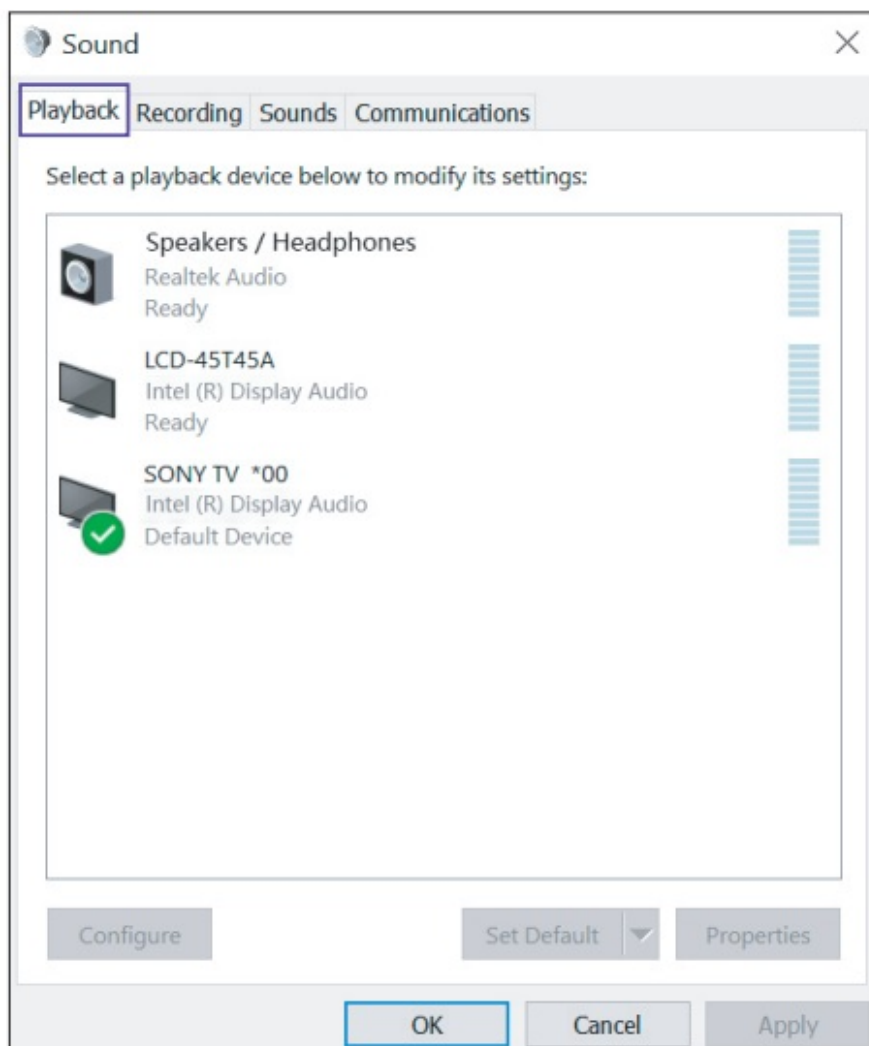 Sound
Playback Recording Sounds Communications
Select a playback device below to modify its settings:
Speakers / Headphones
Realtek Audio
Ready
LCD-45T45A
Intel (R) Display Audio
Ready
SONY TV *00
Intel (R) Display Audio
Default Device
Configure Set Default Properties
OK Cancel Apply